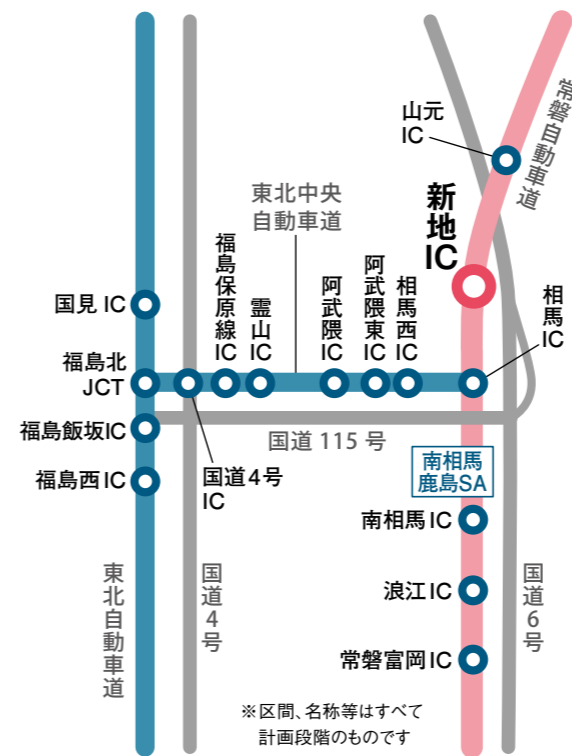 山元
IC
常磐自動車道
新地
IC
東北中央
自動車道
国見 IC
福島保原線IC
霊山IC
阿武隈IC
阿武隈東IC
相馬西IC
相馬IC
福島北
JCT
福島飯坂IC
国道 115 号
福島西 IC
国道4号
IC
南相馬
鹿島SA
南相馬 IC
浪江 IC
常磐富岡 IC
東北自動車道
国道4号
国道6号
※区間、名称等はすべて
計画段階のものです